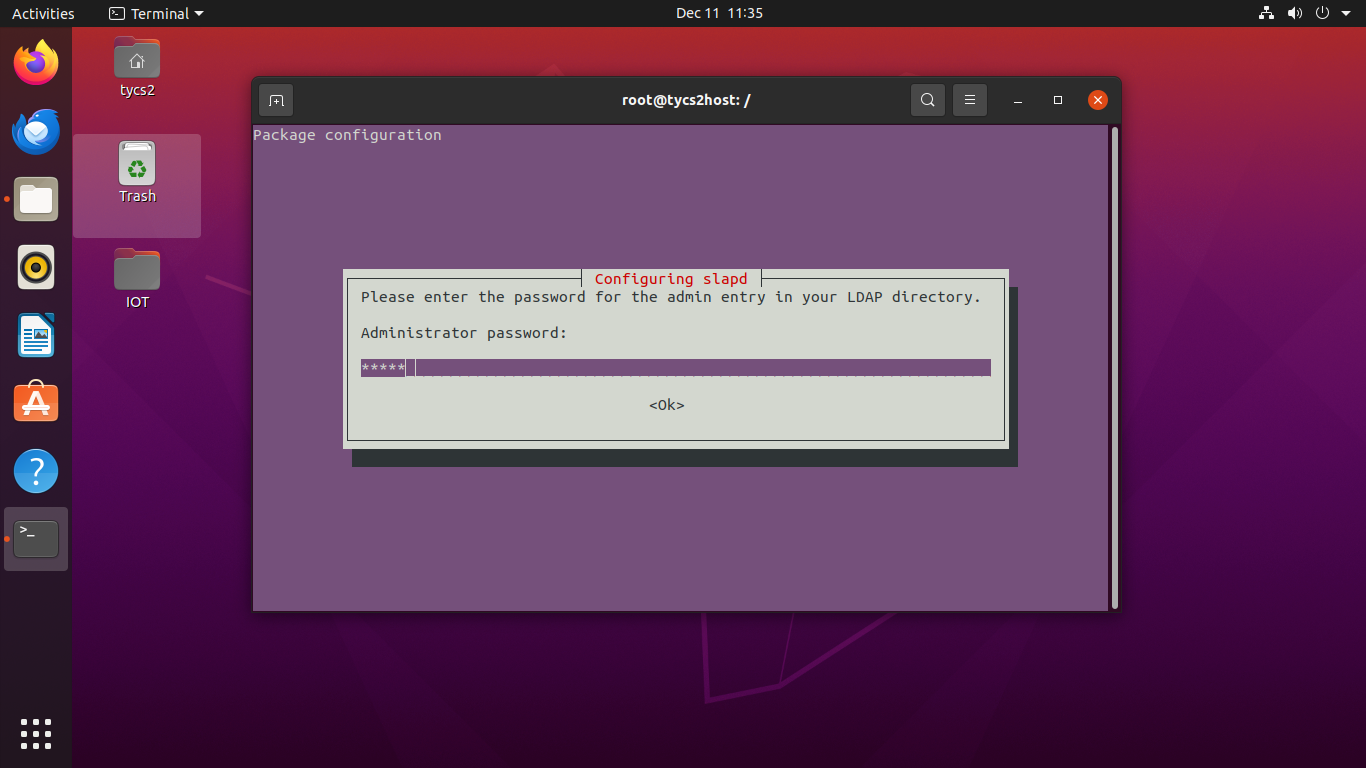 Activities
Terminal
Dec 11 11:35
tycs2
Trash
IOT
root@tycs2host: /
Package configuration
Configuring slapd
Please enter the password for the admin entry in your LDAP directory.
Administrator password:
*****
<Ok>